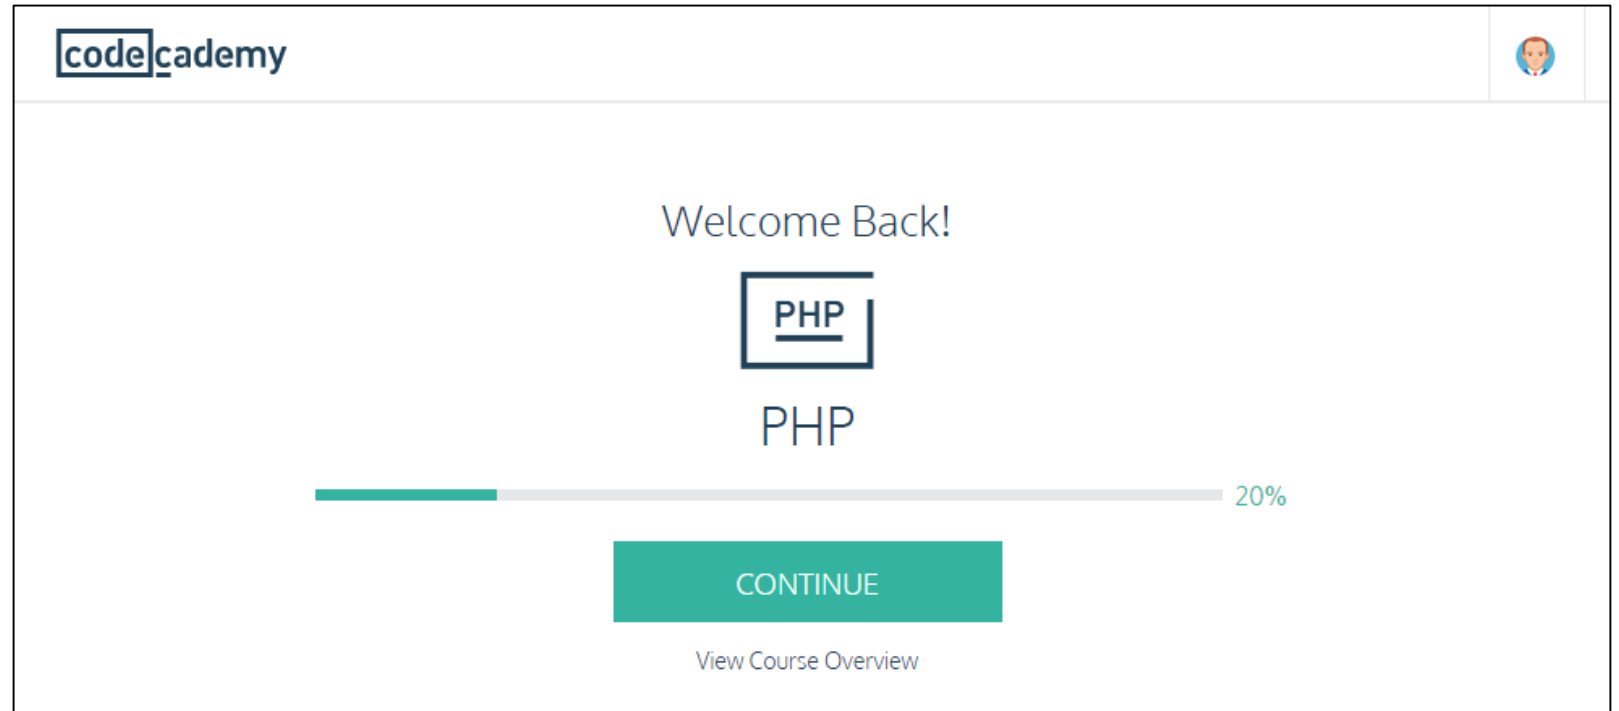 codecademy
Welcome Back!
PHP
PHP
20%
CONTINUE
View Course Overview